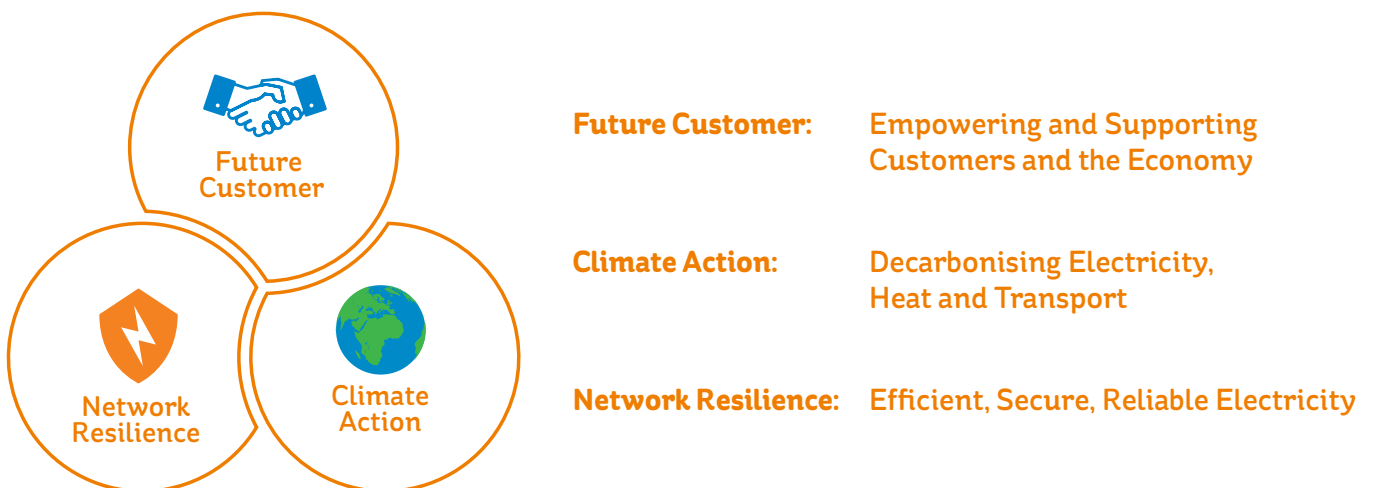 Future
Customer
Network
Resilience
Climate
Action
Future Customer: Empowering and Supporting
Customers and the Economy
Climate Action: Decarbonising Electricity,
Heat and Transport
Network Resilience: Efficient, Secure, Reliable Electricity